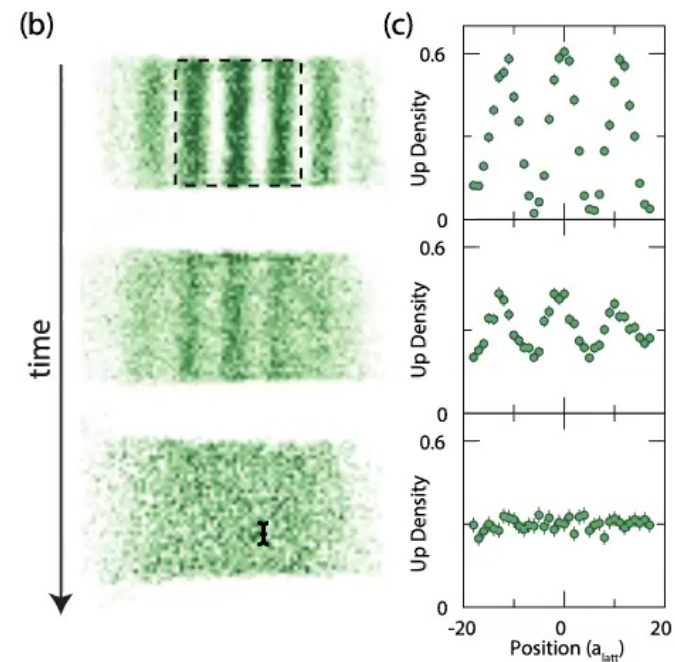 (b)
time
(c)
0.6
Up Density
0
0.6
Up Density
0
0.6
Up Density
0
-20
0
20
Position (a_latt)